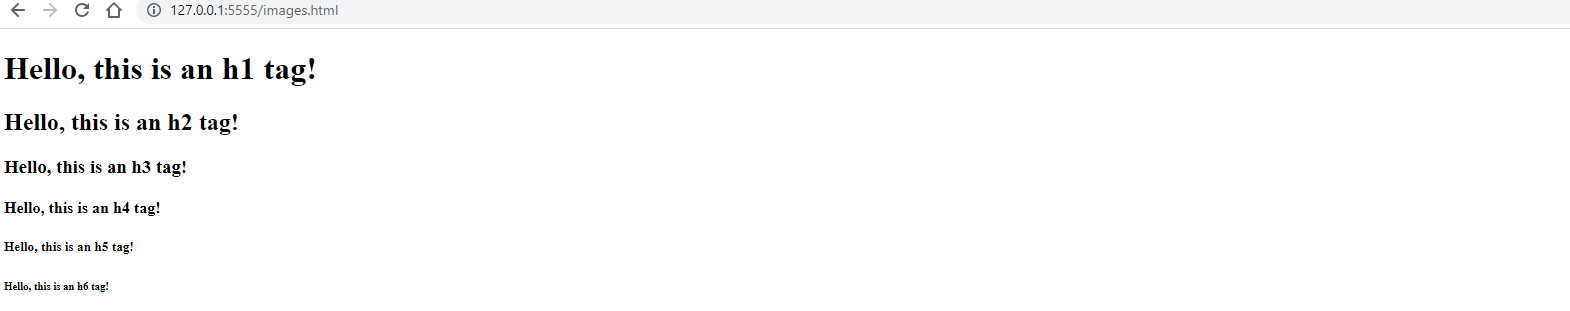 127.0.0.1:5555/images.html
Hello, this is an h1 tag!
Hello, this is an h2 tag!
Hello, this is an h3 tag!
Hello, this is an h4 tag!
Hello, this is an h5 tag!
Hello, this is an h6 tag!